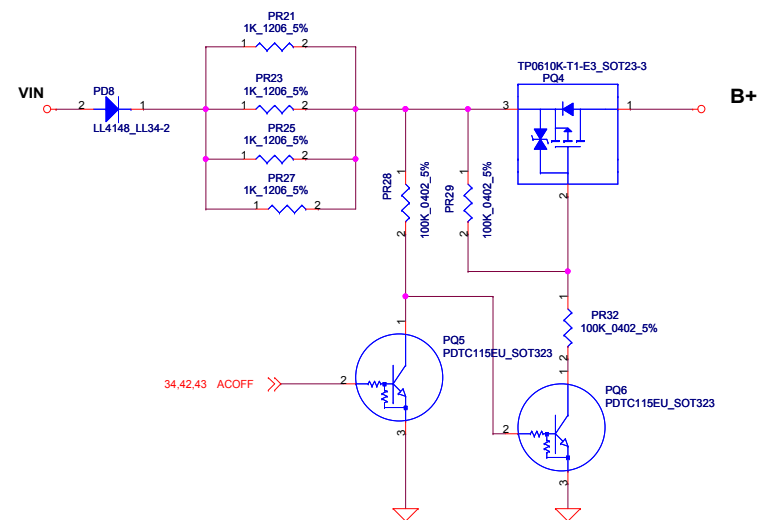 PR21
1K_1206_5%
1 2
TP0610K-T1-E3_SOT23-3
PQ4
VIN
PD8
2 1
LL4148_LL34-2
PR23
1K_1206_5%
1 2
3
1
B+
PR25
1K_1206_5%
1 2
PR27
1K_1206_5%
1 2
PR28
1
2
100K_0402_5%
PR29
1
2
100K_0402_5%
2
1
PR32
100K_0402_5%
2
1
PQ5
PDTC115EU_SOT323
34,42,43 ACOFF
2
3
1
PQ6
PDTC115EU_SOT323
2
3